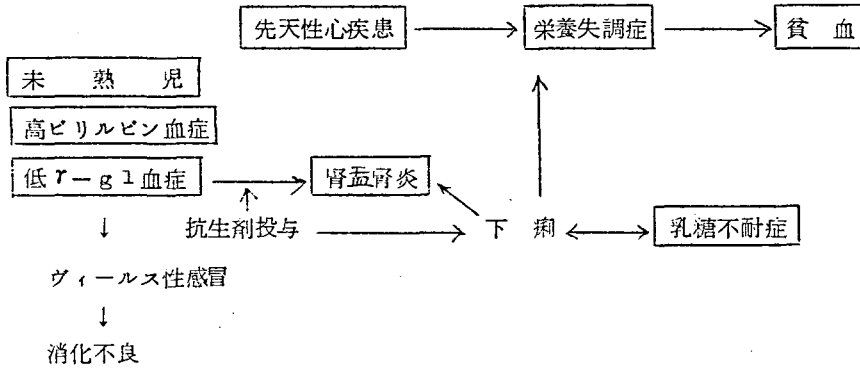 先天性心疾患 → 栄養失調症 → 貧血
未熟児
高ビリルビン血症
低γ-gl血症 → 腎盂腎炎
↓ 抗生剤投与 → 下痢 ↔ 乳糖不耐症
ヴィールス性感冒
↓
消化不良